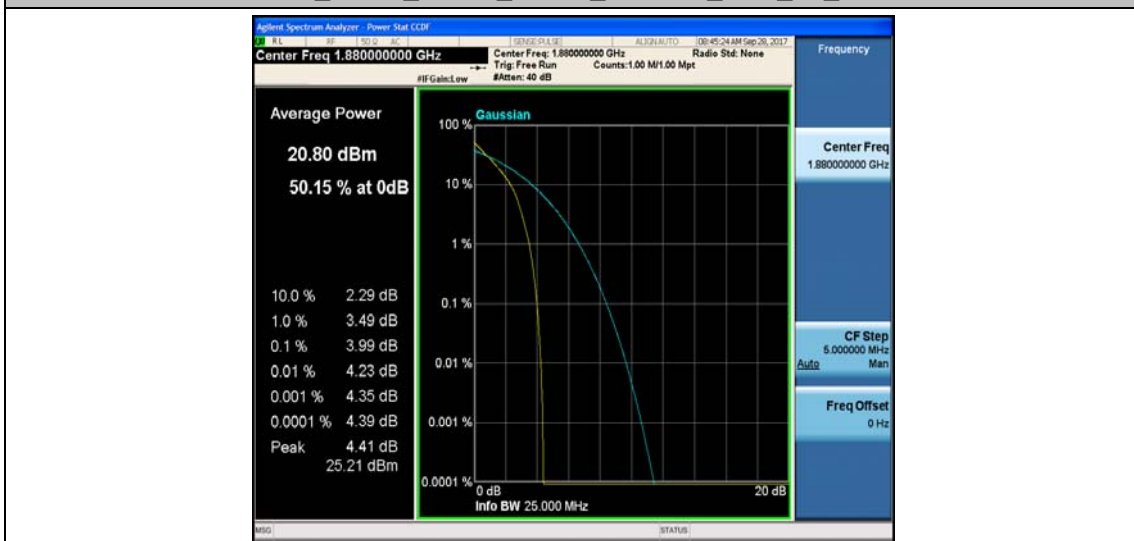 Agilent Spectrum Analyzer - Power Stat CCDF
RL RF 50 Ω AC SENSE:PULSE ALIGNAUTO 08:45:24 AM Sep 28, 2017
Center Freq 1.880000000 GHz
Center Freq: 1.880000000 GHz Radio Std: None
Trig: Free Run Counts:1.00 M/1.00 Mpt
#IFGain:Low #Atten: 40 dB
Frequency
Average Power
20.80 dBm
50.15 % at 0dB
10.0 % 2.29 dB
1.0 % 3.49 dB
0.1 % 3.99 dB
0.01 % 4.23 dB
0.001 % 4.35 dB
0.0001 % 4.39 dB
Peak 4.41 dB
25.21 dBm
Gaussian
100 %
10 %
1 %
0.1 %
0.01 %
0.001 %
0.0001 %
0 dB 20 dB
Info BW 25.000 MHz
Center Freq
1.880000000 GHz
CF Step
5.000000 MHz
Auto Man
Freq Offset
0 Hz
MSG STATUS